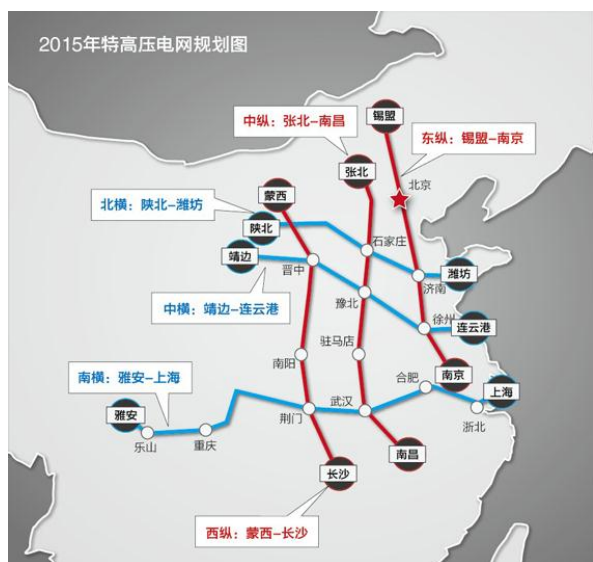 2015年特高压电网规划图
锡盟
中纵：张北-南昌
东纵：锡盟-南京
张北
北京
蒙西
北横：陕北-潍坊
陕北
石家庄
靖边
晋中
潍坊
济南
豫北
中横：靖边-连云港
徐州
连云港
驻马店
南阳
南京
南横：雅安-上海
合肥
上海
雅安
荆门
武汉
浙北
乐山
重庆
南昌
长沙
西纵：蒙西-长沙